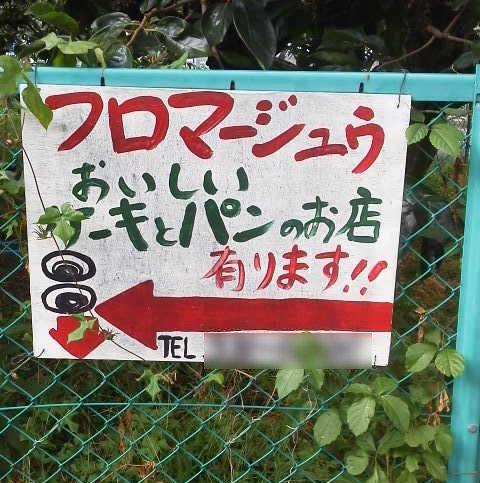 フロマージュウ
おいしい
ケーキとパンのお店
有ります!!
TEL